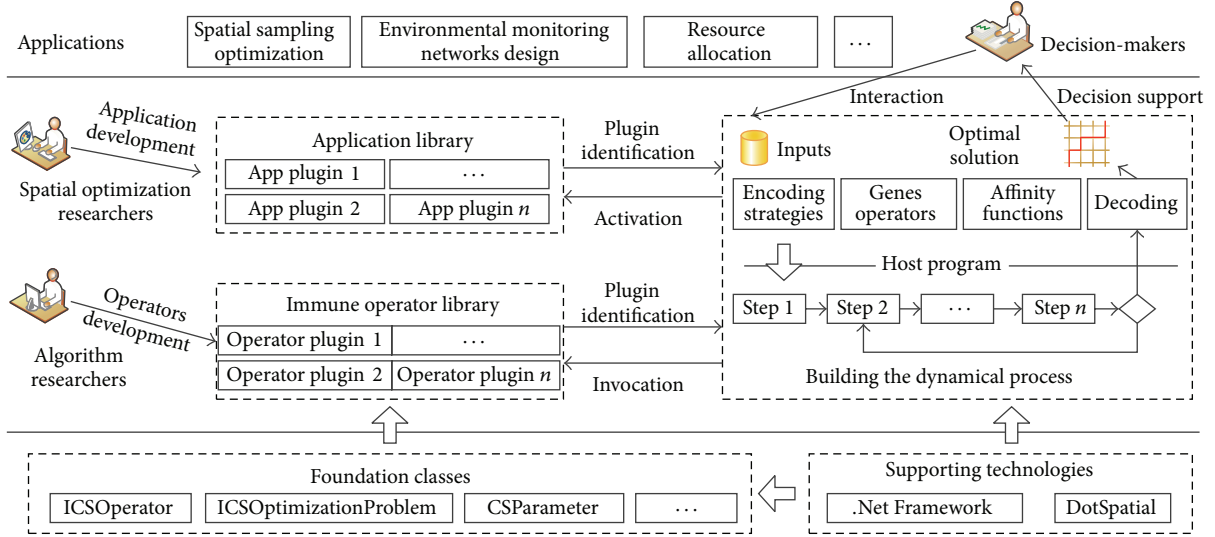 Applications
Spatial sampling
optimization
Environmental monitoring
networks design
Resource
allocation
...
Decision-makers
Interaction
Decision support
Application
development
Spatial optimization
researchers
Application library
App plugin 1
...
App plugin 2
App plugin n
Plugin
identification
Activation
Inputs
Optimal
solution
Encoding
strategies
Genes
operators
Affinity
functions
Decoding
Host program
Step 1
Step 2
...
Step n
Building the dynamical process
Operators
development
Algorithm
researchers
Immune operator library
Operator plugin 1
...
Operator plugin 2
Operator plugin n
Plugin
identification
Invocation
Foundation classes
ICSOperator
ICSOptimizationProblem
CSParameter
...
Supporting technologies
.Net Framework
DotSpatial